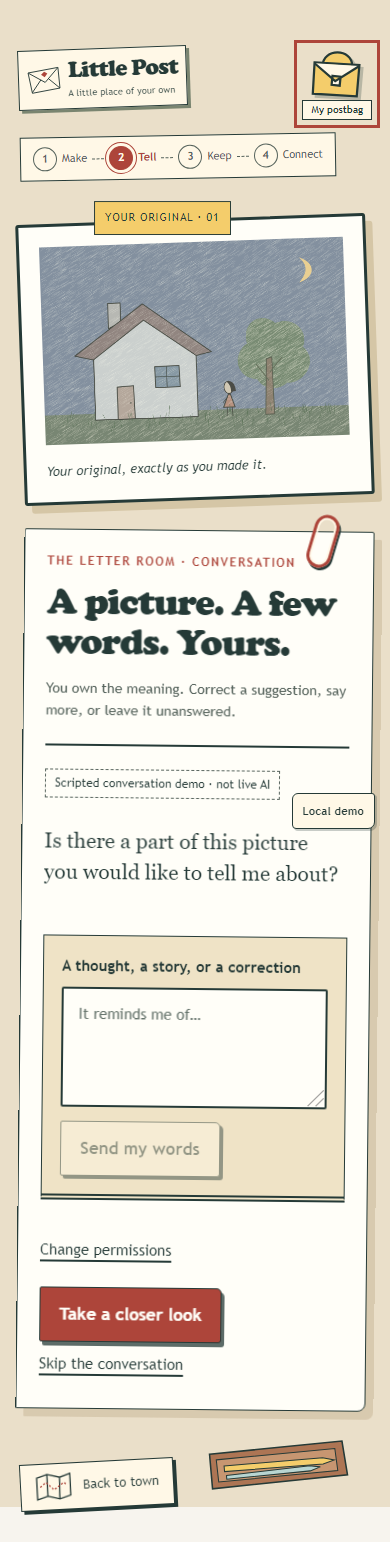 Little Post
A little place of your own
My postbag
1 Make 2 Tell 3 Keep 4 Connect
YOUR ORIGINAL · 01
Your original, exactly as you made it.
THE LETTER ROOM · CONVERSATION
A picture. A few
words. Yours.
You own the meaning. Correct a suggestion, say
more, or leave it unanswered.
Scripted conversation demo · not live AI
Local demo
Is there a part of this picture
you would like to tell me about?
A thought, a story, or a correction
It reminds me of...
Send my words
Change permissions
Take a closer look
Skip the conversation
Back to town